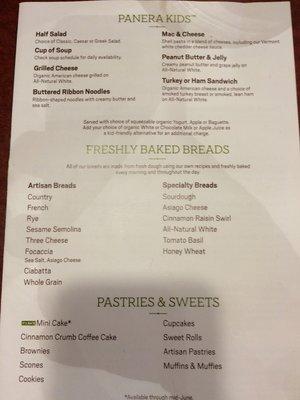 PANERA KIDS™
Half Salad
Choice of Classic, Caesar or Greek Salad.
Cup of Soup
Check soup schedule for daily availability.
Grilled Cheese
Organic American cheese grilled on
All-Natural White.
Buttered Ribbon Noodles
Ribbon-shaped noodles with creamy butter and
sea salt.
Mac & Cheese
Shell pasta in a blend of cheeses, including our Vermont
white cheddar cheese sauce.
Peanut Butter & Jelly
Creamy peanut butter and grape jelly on
All-Natural White.
Turkey or Ham Sandwich
Organic American cheese and a choice of
smoked turkey breast or smoked, lean ham
on All-Natural White.
Served with choice of squeezable organic Yogurt, Apple or Baguette.
Add your choice of organic White or Chocolate Milk or Apple Juice as
a kid-friendly alternative for an additional charge.
FRESHLY BAKED BREADS
All of our breads are made from fresh dough using our own recipes and freshly baked
every morning and throughout the day.
Artisan Breads
Country
French
Rye
Sesame Semolina
Three Cheese
Focaccia
Sea Salt, Asiago Cheese
Ciabatta
Whole Grain
Specialty Breads
Sourdough
Asiago Cheese
Cinnamon Raisin Swirl
All-Natural White
Tomato Basil
Honey Wheat
PASTRIES & SWEETS
Mini Cake*
Cinnamon Crumb Coffee Cake
Brownies
Scones
Cookies
Cupcakes
Sweet Rolls
Artisan Pastries
Muffins & Muffies
*Available through mid-June.